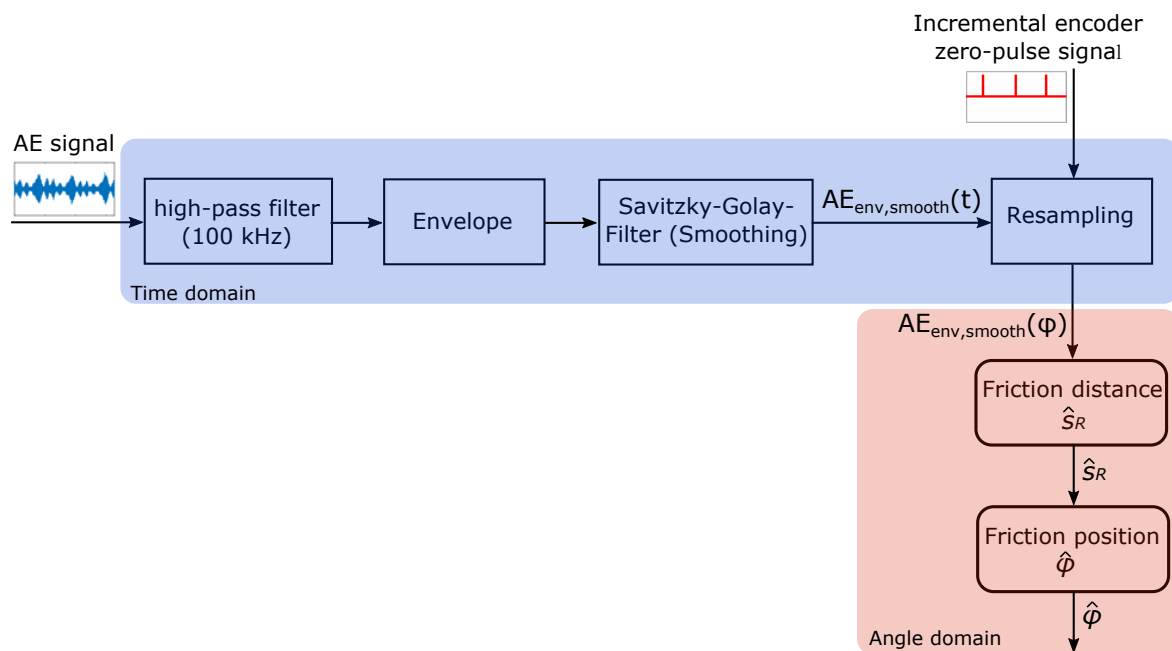 Incremental encoder
zero-pulse signal
AE signal
high-pass filter
(100 kHz)
Envelope
Savitzky-Golay-
Filter (Smoothing)
AEenv,smooth(t)
Resampling
Time domain
AEenv,smooth(φ)
Friction distance
ŝR
ŝR
Friction position
φ̂
φ̂
Angle domain